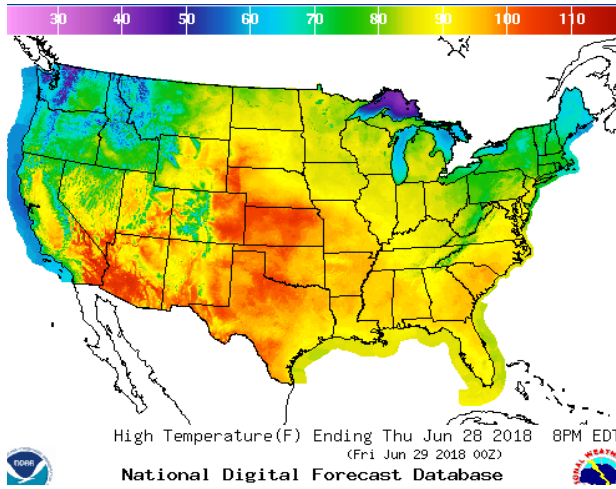 30 40 50 60 70 80 90 100 110
High Temperature(F) Ending Thu Jun 28 2018 8PM EDT
(Fri Jun 29 2018 00Z)
National Digital Forecast Database
NOAA